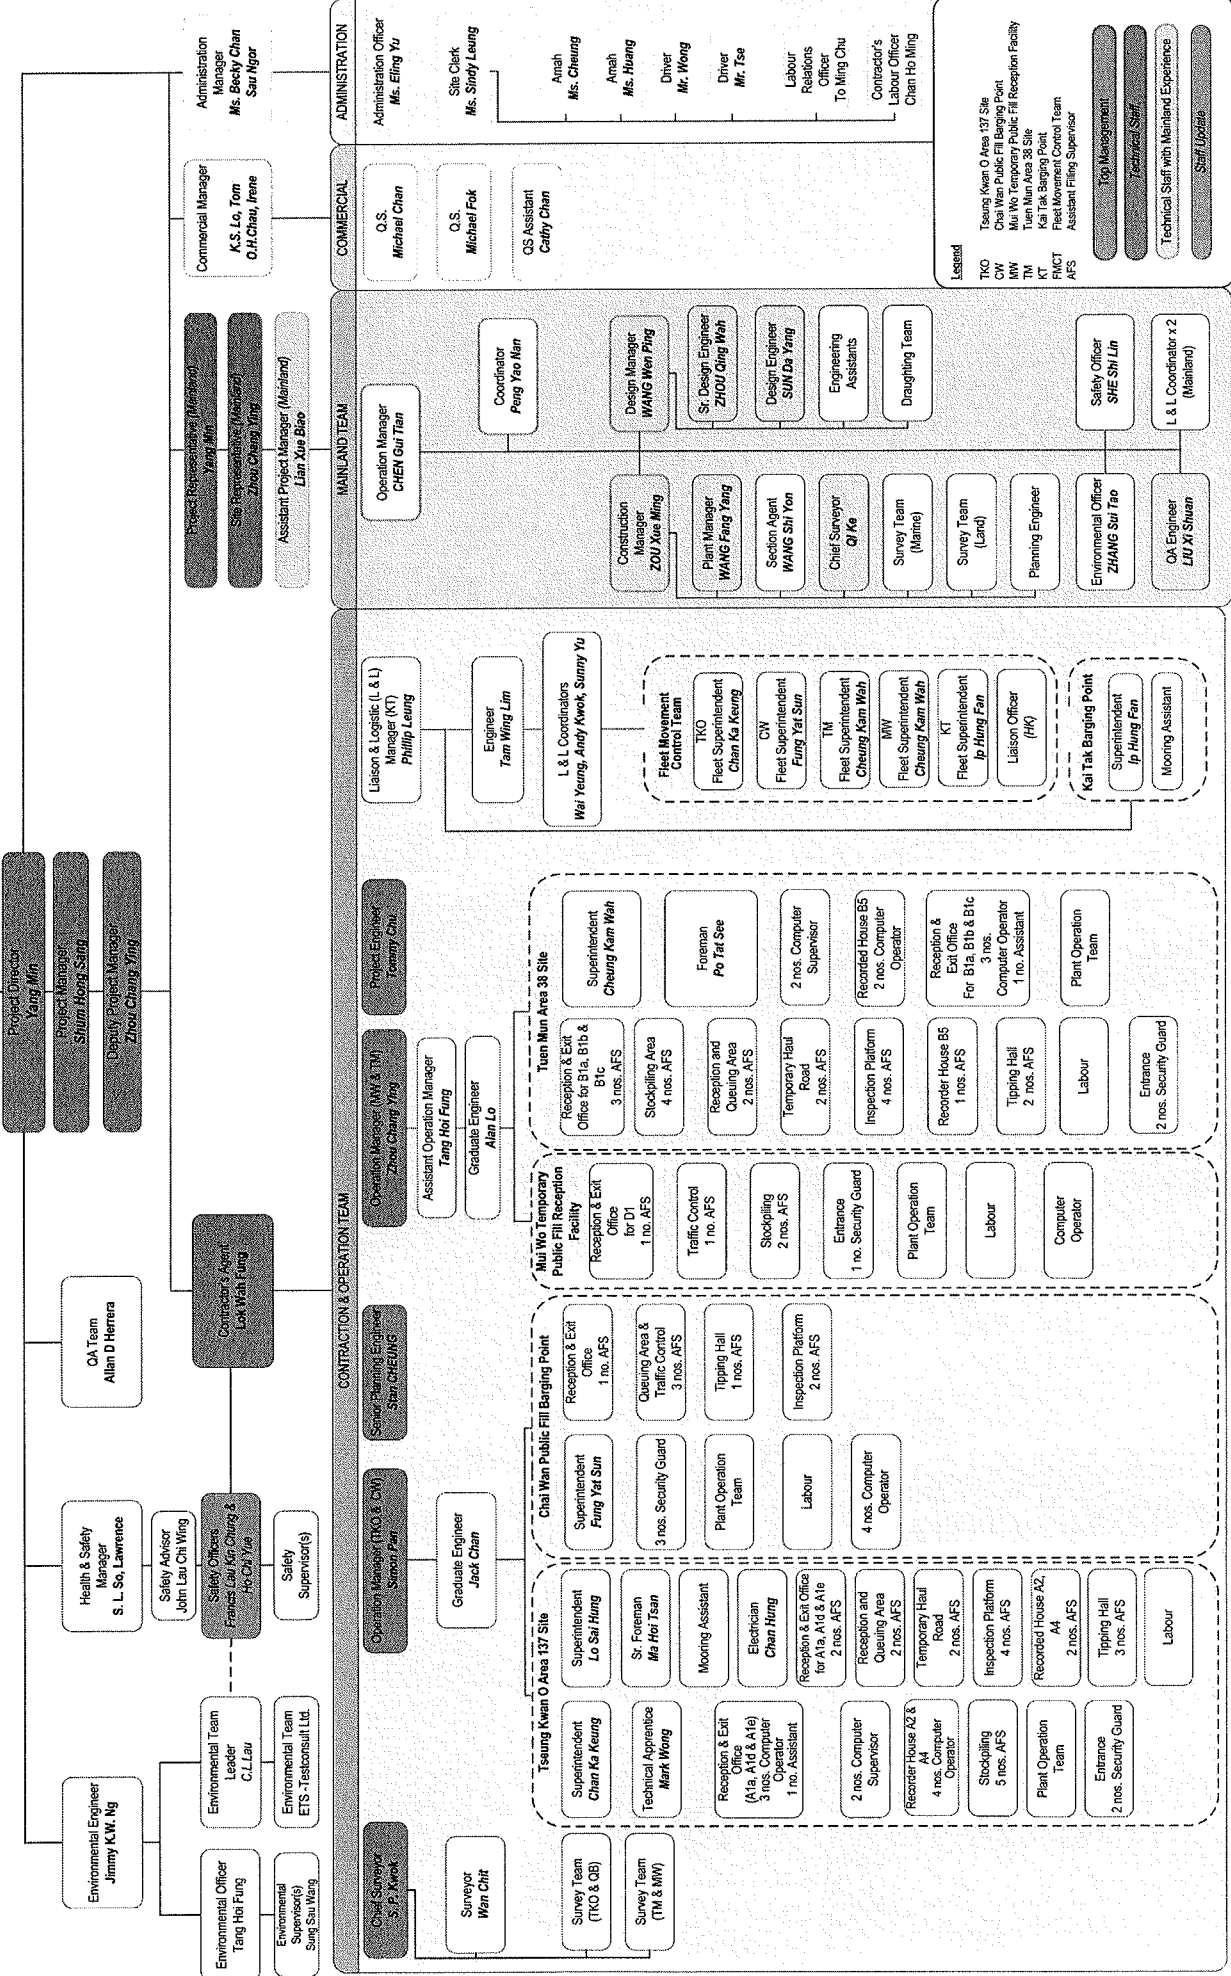 Project Director
Yang Min
Project Manager
Shum Hong Sang
Deputy Project Manager
Zhou Chang Ying
Environmental Engineer
Jimmy K.W. Ng
Environmental Officer
Tang Hoi Fung
Environmental
Supervisor(s)
Sung Sau Wang
Environmental Team
Leader
C.L.Lau
Environmental Team
ETS -Testconsult Ltd.
Health & Safety
Manager
S. L. So, Lawrence
Safety Advisor
John Lau Chi Wing
Safety Officers
Francis Lau Kin Chung &
Ho Chi Yue
Safety
Supervisor(s)
QA Team
Allan D Herrera
Contractor's Agent
Lok Wah Fung
Project Representative (Mainland)
Yang Min
Site Representative (Mainland)
Zhou Chang Ying
Assistant Project Manager (Mainland)
Lian Xue Biao
Commercial Manager
K.S. Lo, Tom
O.H.Chau, Irene
Administration
Manager
Ms. Becky Chan
Sau Ngor
CONTRACTION & OPERATION TEAM
MAINLAND TEAM
COMMERCIAL
ADMINISTRATION
Chief Surveyor
S.P. Kwok
Surveyor
Wan Chit
Survey Team
(TKO & QB)
Survey Team
(TM & MW)
Operation Manager (TKO & CW)
Simon Pan
Graduate Engineer
Jack Chan
Senior Planning Engineer
Stan CHEUNG
Operation Manager (MW & TM)
Zhou Chang Ying
Assistant Operation Manager
Tang Hoi Fung
Graduate Engineer
Alan Lo
Project Engineer
Tommy Chu
Tseung Kwan O Area 137 Site
Superintendent
Chan Ka Keung
Technical Apprentice
Mark Wong
Reception & Exit
Office
(A1a, A1d & A1e)
3 nos. Computer
Operator
1 no. Assistant
2 nos. Computer
Supervisor
Recorder House A2 &
A4
4 nos. Computer
Operator
Stockpiling
5 nos. AFS
Plant Operation
Team
Entrance
2 nos. Security Guard
Superintendent
Lo Sai Hung
Sr. Foreman
Ma Hoi Tsan
Mooring Assistant
Electrician
Chan Hung
Reception & Exit Office
for A1a, A1d & A1e
2 nos. AFS
Reception and
Queuing Area
2 nos. AFS
Temporary Haul
Road
2 nos. AFS
Inspection Platform
4 nos. AFS
Recorded House A2,
A4
2 nos. AFS
Tipping Hall
3 nos. AFS
Labour
Chai Wan Public Fill Barging Point
Superintendent
Fung Yat Sun
3 nos. Security Guard
Plant Operation
Team
Labour
4 nos. Computer
Operator
Reception & Exit
Office
1 no. AFS
Queuing Area &
Traffic Control
3 nos. AFS
Tipping Hall
1 nos. AFS
Inspection Platform
2 nos. AFS
Mui Wo Temporary
Public Fill Reception
Facility
Reception & Exit
Office
for D1
1 no. AFS
Traffic Control
1 no. AFS
Stockpiling
2 nos. AFS
Entrance
1 no. Security Guard
Plant Operation
Team
Labour
Computer
Operator
Tuen Mun Area 38 Site
Reception & Exit
Office for B1a, B1b &
B1c
3 nos. AFS
Stockpiling Area
4 nos. AFS
Reception and
Queuing Area
2 nos. AFS
Temporary Haul
Road
2 nos. AFS
Inspection Platform
4 nos. AFS
Recorder House B5
1 nos. AFS
Tipping Hall
2 nos. AFS
Labour
Entrance
2 nos. Security Guard
Superintendent
Cheung Kam Wah
Foreman
Po Tat See
2 nos. Computer
Supervisor
Recorded House B5
2 nos. Computer
Operator
Reception &
Exit Office
For B1a, B1b & B1c
3 nos.
Computer Operator
1 no. Assistant
Plant Operation
Team
Liaison & Logistic (L & L)
Manager (KT)
Phillip Leung
Engineer
Tam Wing Lim
L & L Coordinators
Wai Yeung, Andy Kwok, Sunny Yu
Fleet Movement
Control Team
TKO
Fleet Superintendent
Chan Ka Keung
CW
Fleet Superintendent
Fung Yat Sun
TM
Fleet Superintendent
Cheung Kam Wah
MW
Fleet Superintendent
Cheung Kam Wah
KT
Fleet Superintendent
Ip Hung Fan
Liaison Officer
(HK)
Kai Tak Barging Point
Superintendent
Ip Hung Fan
Mooring Assistant
Operation Manager
CHEN Gui Tian
Coordinator
Peng Yao Nan
Construction
Manager
ZOU Xue Ming
Plant Manager
WANG Fang Yang
Section Agent
WANG Shi Yon
Chief Surveyor
QI Ke
Survey Team
(Marine)
Survey Team
(Land)
Planning Engineer
Environmental Officer
ZHANG Sui Tao
QA Engineer
LIU Xi Shuan
Design Manager
WANG Wen Ping
Sr. Design Engineer
ZHOU Qing Wah
Design Engineer
SUN Da Yang
Engineering
Assistants
Draughting Team
Safety Officer
SHE Shi Lin
L & L Coordinator x 2
(Mainland)
Q.S.
Michael Chan
Q.S.
Michael Fok
QS Assistant
Cathy Chan
Administration Officer
Ms. Eling Yu
Site Clerk
Ms. Sindy Leung
Amah
Ms. Cheung
Amah
Ms. Huang
Driver
Mr. Wong
Driver
Mr. Tse
Labour
Relations
Officer
To Ming Chu
Contractor's
Labour Officer
Chan Ho Ming
Legend
TKO Tseung Kwan O Area 137 Site
CW Chai Wan Public Fill Barging Point
MW Mui Wo Temporary Public Fill Reception Facility
TM Tuen Mun Area 38 Site
KT Kai Tak Barging Point
FMCT Fleet Movement Control Team
AFS Assistant Filing Supervisor
Top Management
Technical Staff
Technical Staff with Mainland Experience
Staff Update